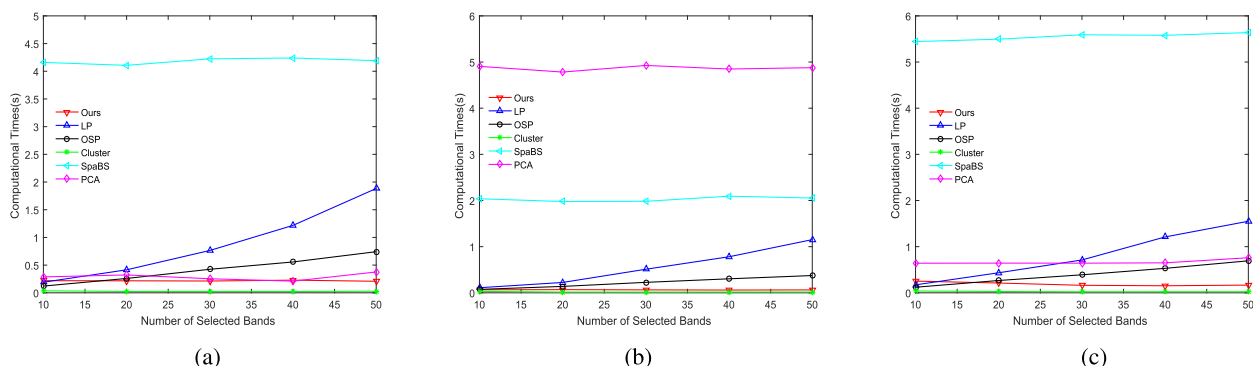 5
4.5
4
3.5
3
2.5
2
1.5
1
0.5
0
Computational Times(s)
Ours
LP
OSP
Cluster
SpaBS
PCA
10 15 20 25 30 35 40 45 50
Number of Selected Bands
(a)
6
5
4
3
2
1
0
Computational Times(s)
Ours
LP
OSP
Cluster
SpaBS
PCA
10 15 20 25 30 35 40 45 50
Number of Selected Bands
(b)
6
5
4
3
2
1
0
Computational Times(s)
Ours
LP
OSP
Cluster
SpaBS
PCA
10 15 20 25 30 35 40 45 50
Number of Selected Bands
(c)